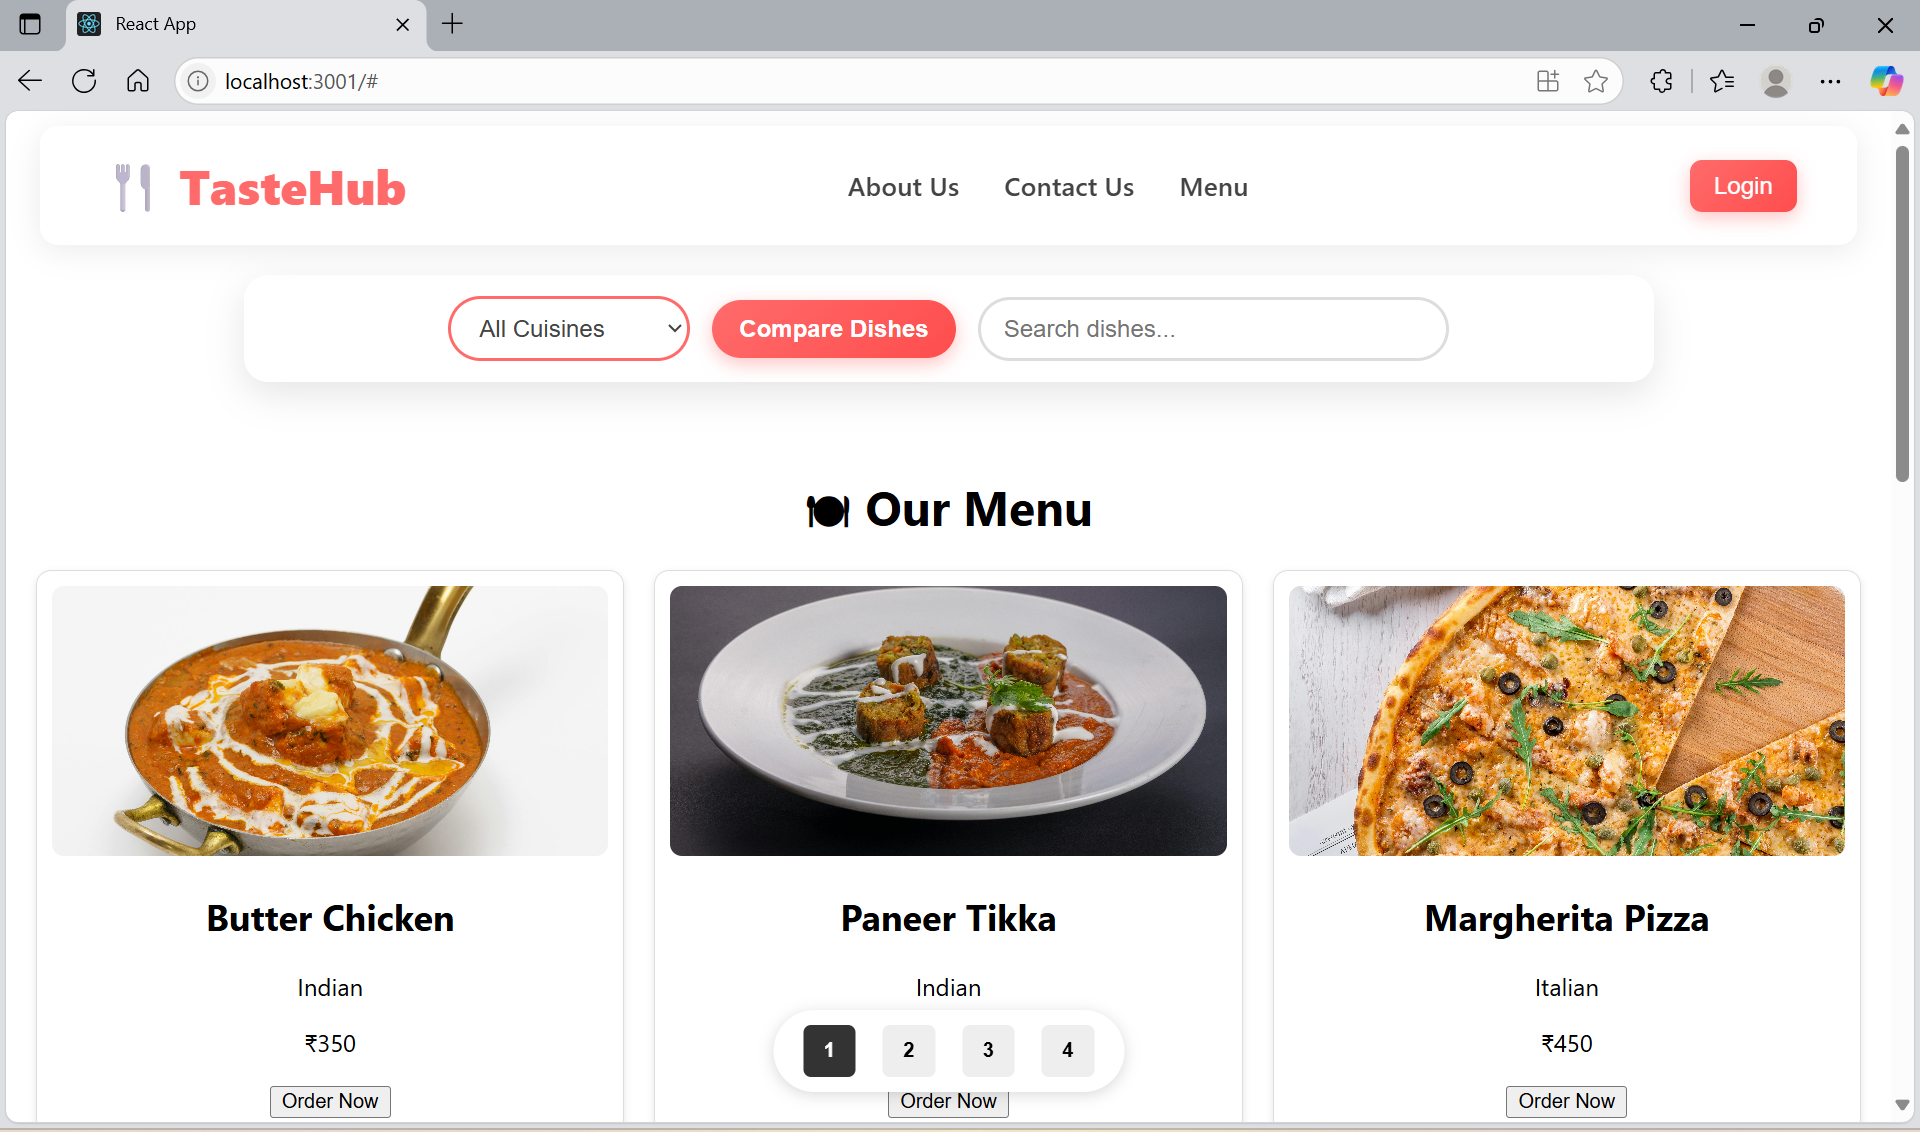 React App
localhost:3001/#
TasteHub
About Us Contact Us Menu
Login
All Cuisines
Compare Dishes
Search dishes...
Our Menu
Butter Chicken
Indian
₹350
Order Now
Paneer Tikka
Indian
Order Now
Margherita Pizza
Italian
₹450
Order Now
1 2 3 4